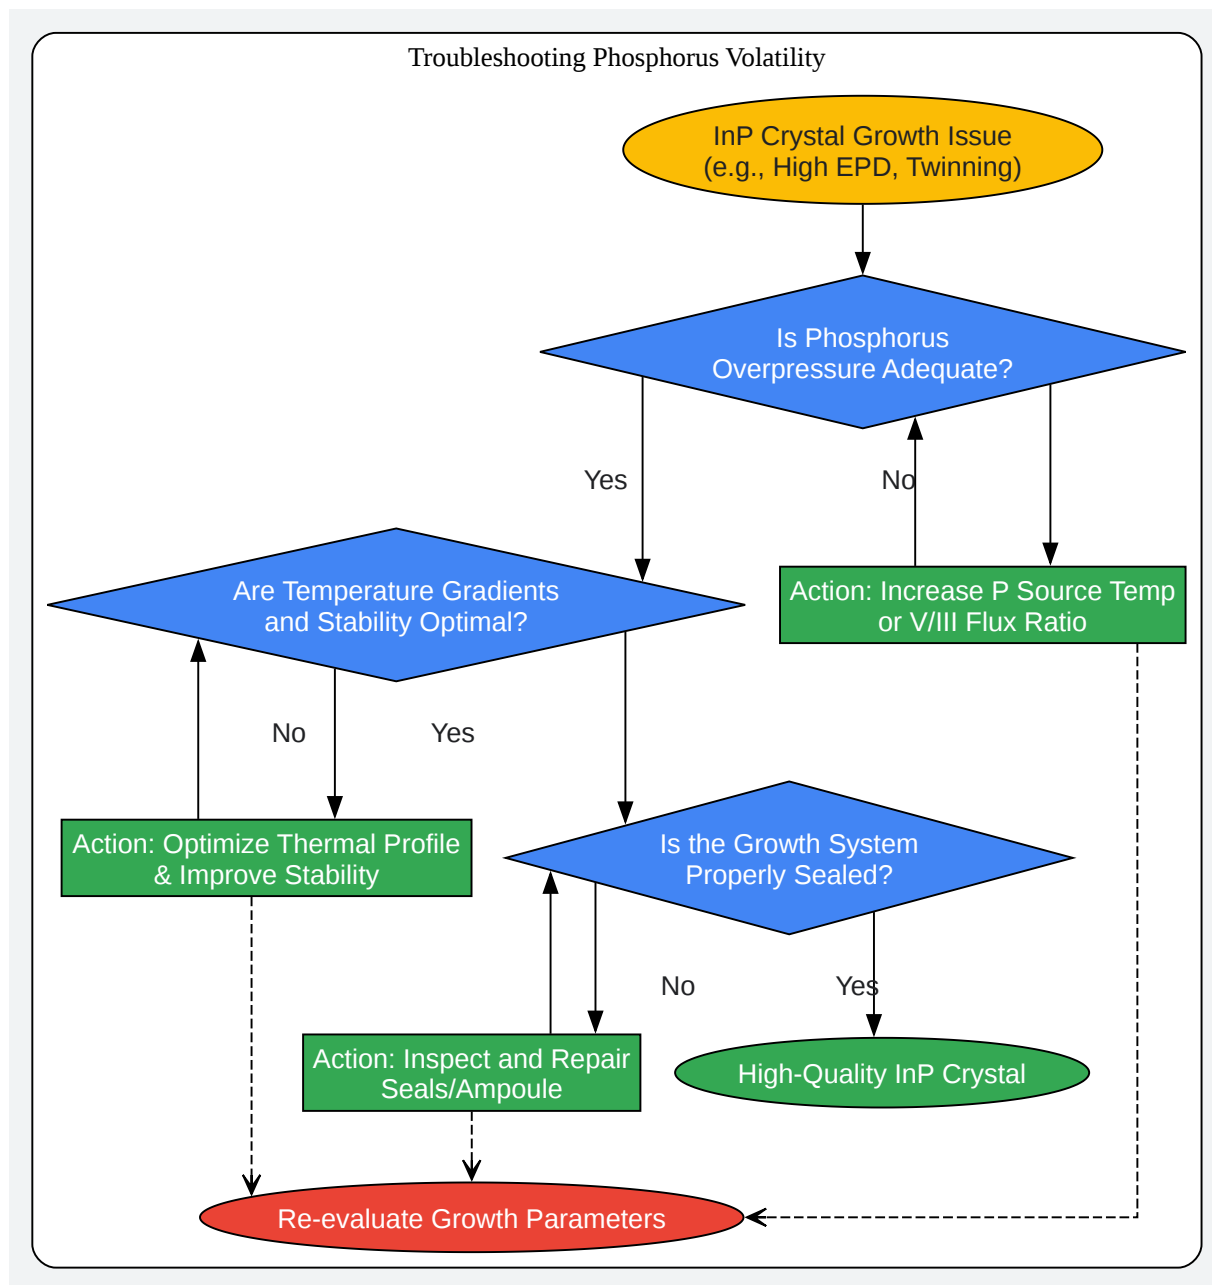 Troubleshooting Phosphorus Volatility
InP Crystal Growth Issue
(e.g., High EPD, Twinning)
Is Phosphorus
Overpressure Adequate?
Yes
No
Are Temperature Gradients
and Stability Optimal?
Action: Increase P Source Temp
or V/III Flux Ratio
No
Yes
Action: Optimize Thermal Profile
& Improve Stability
Is the Growth System
Properly Sealed?
No
Yes
Action: Inspect and Repair
Seals/Ampoule
High-Quality InP Crystal
Re-evaluate Growth Parameters